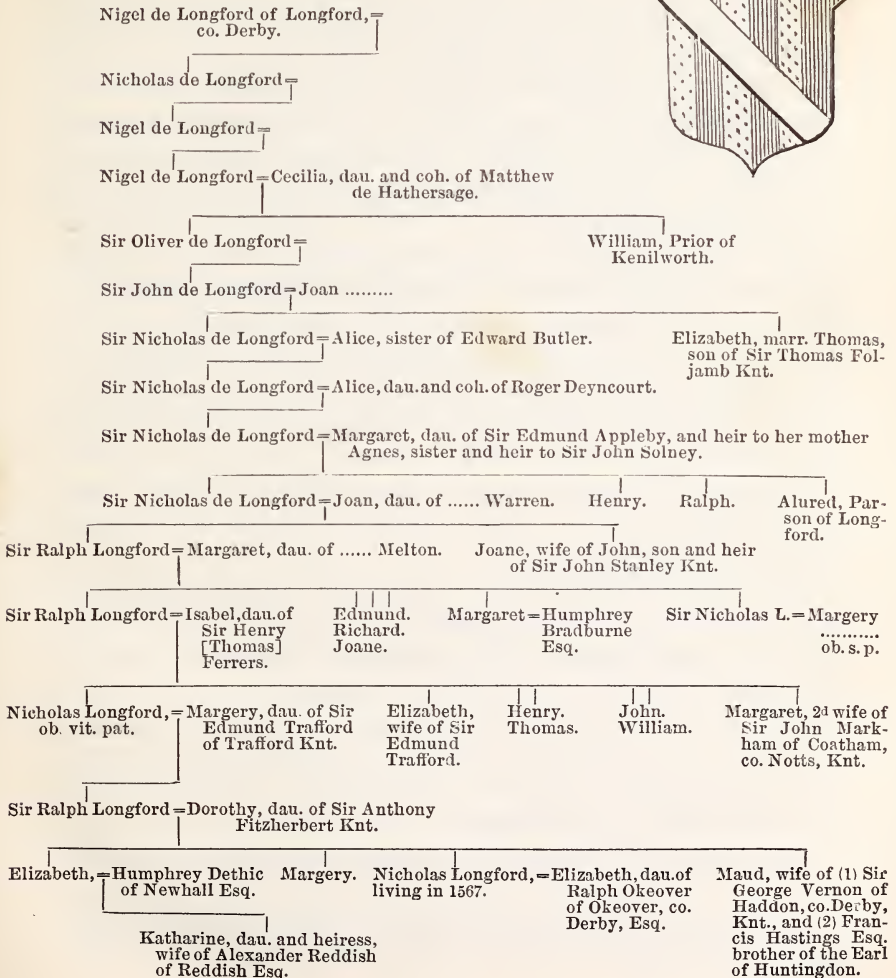 Nigel de Longford of Longford,=
co. Derby.
Nicholas de Longford=
Nigel de Longford=
Nigel de Longford=Cecilia, dau. and coh. of Matthew
de Hathersage.
Sir Oliver de Longford=
William, Prior of
Kenilworth.
Sir John de Longford=Joan .........
Sir Nicholas de Longford=Alice, sister of Edward Butler.
Elizabeth, marr. Thomas,
son of Sir Thomas Fol-
jamb Knt.
Sir Nicholas de Longford=Alice, dau. and coh. of Roger Deyncourt.
Sir Nicholas de Longford=Margaret, dau. of Sir Edmund Appleby, and heir to her mother
Agnes, sister and heir to Sir John Solney.
Sir Nicholas de Longford=Joan, dau. of ...... Warren.
Henry.
Ralph.
Alured, Par-
son of Long-
ford.
Sir Ralph Longford=Margaret, dau. of ...... Melton.
Joane, wife of John, son and heir
of Sir John Stanley Knt.
Sir Ralph Longford=Isabel, dau. of
Sir Henry
[Thomas]
Ferrers.
Edmund.
Richard.
Joane.
Margaret=Humphrey
Bradburne
Esq.
Sir Nicholas L.=Margery
..........
ob. s. p.
Nicholas Longford,=Margery, dau. of Sir
ob. vit. pat.
Edmund Trafford
of Trafford Knt.
Elizabeth,
wife of Sir
Edmund
Trafford.
Henry.
Thomas.
John.
William.
Margaret, 2d wife of
Sir John Mark-
ham of Coatham,
co. Notts, Knt.
Sir Ralph Longford=Dorothy, dau. of Sir Anthony
Fitzherbert Knt.
Elizabeth,=Humphrey Dethic
of Newhall Esq.
Margery.
Nicholas Longford,=Elizabeth, dau. of
living in 1567.
Ralph Okeover
of Okeover, co.
Derby, Esq.
Maud, wife of (1) Sir
George Vernon of
Haddon, co. Derby,
Knt., and (2) Fran-
cis Hastings Esq.
brother of the Earl
of Huntingdon.
Katharine, dau. and heiress,
wife of Alexander Reddish
of Reddish Esq.